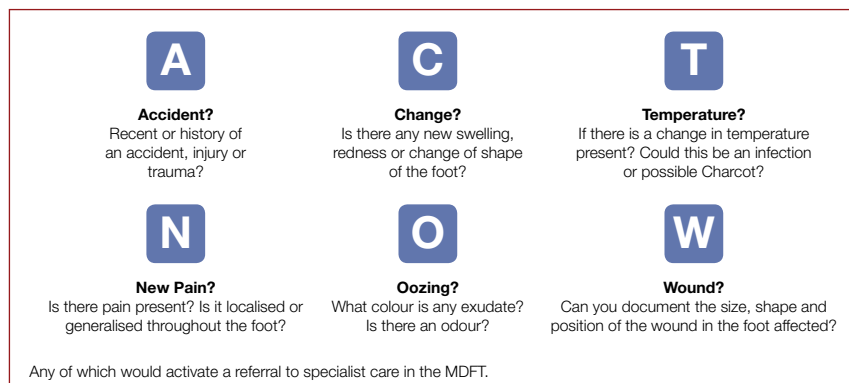 A
Accident?
Recent or history of
an accident, injury or
trauma?
C
Change?
Is there any new swelling,
redness or change of shape
of the foot?
T
Temperature?
If there is a change in temperature
present? Could this be an infection
or possible Charcot?
N
New Pain?
Is there pain present? Is it localised or
generalised throughout the foot?
O
Oozing?
What colour is any exudate?
Is there an odour?
W
Wound?
Can you document the size, shape and
position of the wound in the foot affected?
Any of which would activate a referral to specialist care in the MDFT.